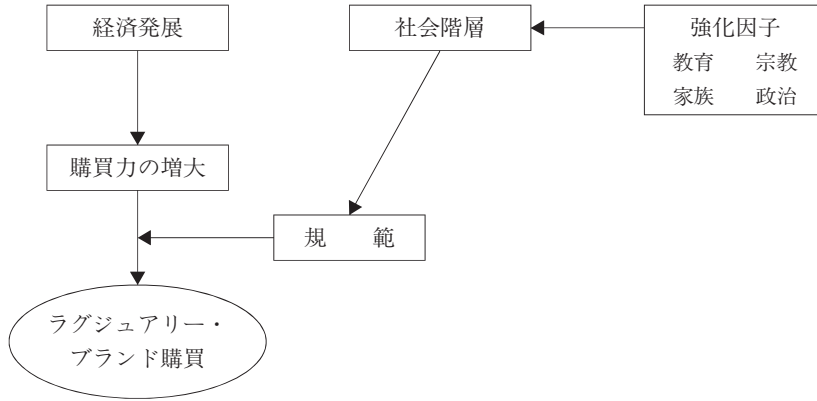 経済発展
社会階層
強化因子
教育 宗教
家族 政治
購買力の増大
規 範
ラグジュアリー・
ブランド購買